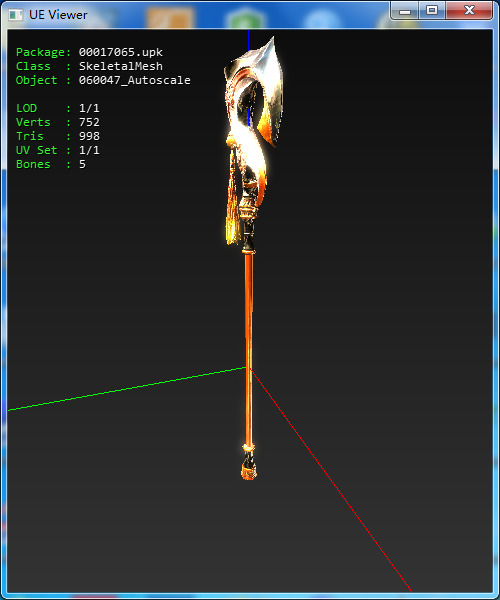 UE Viewer
Package: 00017065.upk
Class : SkeletalMesh
Object : 060047_Autoscale
LOD : 1/1
Verts : 752
Tris : 998
UV Set : 1/1
Bones : 5